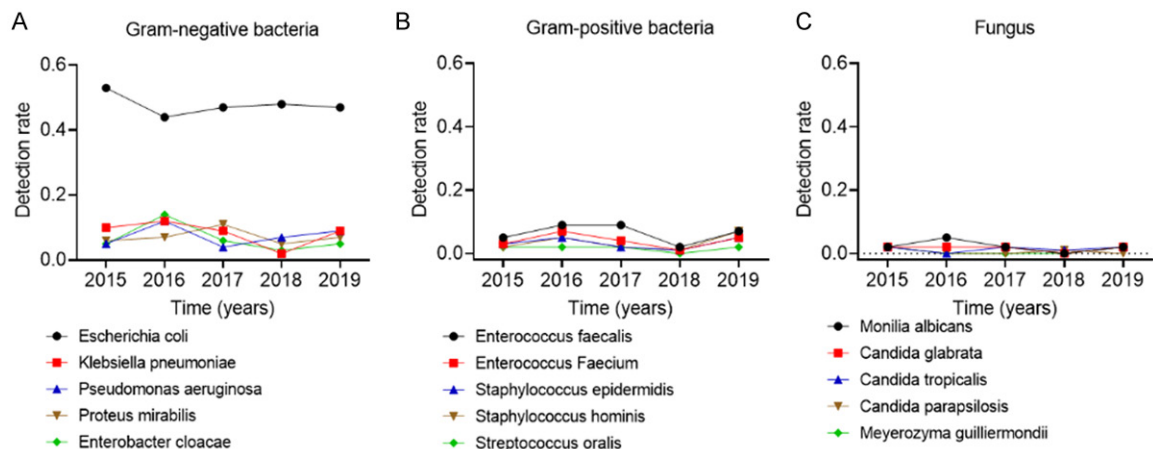 A
Gram-negative bacteria
Detection rate
0.6
0.4
0.2
0.0
2015 2016 2017 2018 2019
Time (years)
Escherichia coli
Klebsiella pneumoniae
Pseudomonas aeruginosa
Proteus mirabilis
Enterobacter cloacae
B
Gram-positive bacteria
Detection rate
0.6
0.4
0.2
0.0
2015 2016 2017 2018 2019
Time (years)
Enterococcus faecalis
Enterococcus Faecium
Staphylococcus epidermidis
Staphylococcus hominis
Streptococcus oralis
C
Fungus
Detection rate
0.6
0.4
0.2
0.0
2015 2016 2017 2018 2019
Time (years)
Monilia albicans
Candida glabrata
Candida tropicalis
Candida parapsilosis
Meyerozyma guilliermondii